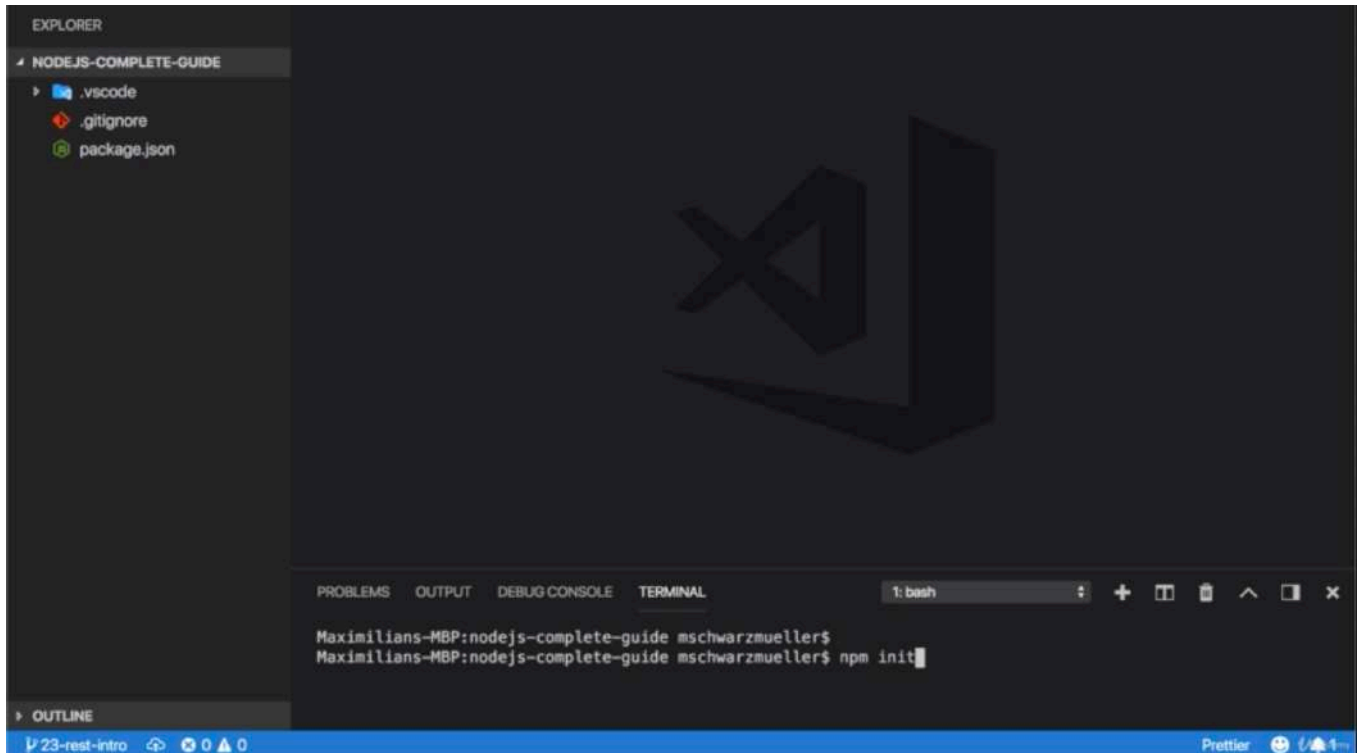 EXPLORER
NODEJS-COMPLETE-GUIDE
.vscode
.gitignore
package.json
PROBLEMS OUTPUT DEBUG CONSOLE TERMINAL 1: bash
Maximilians-MBP:nodejs-complete-guide mschwarzmueller$
Maximilians-MBP:nodejs-complete-guide mschwarzmueller$ npm init
OUTLINE
23-rest-intro 0 0 Prettier 1